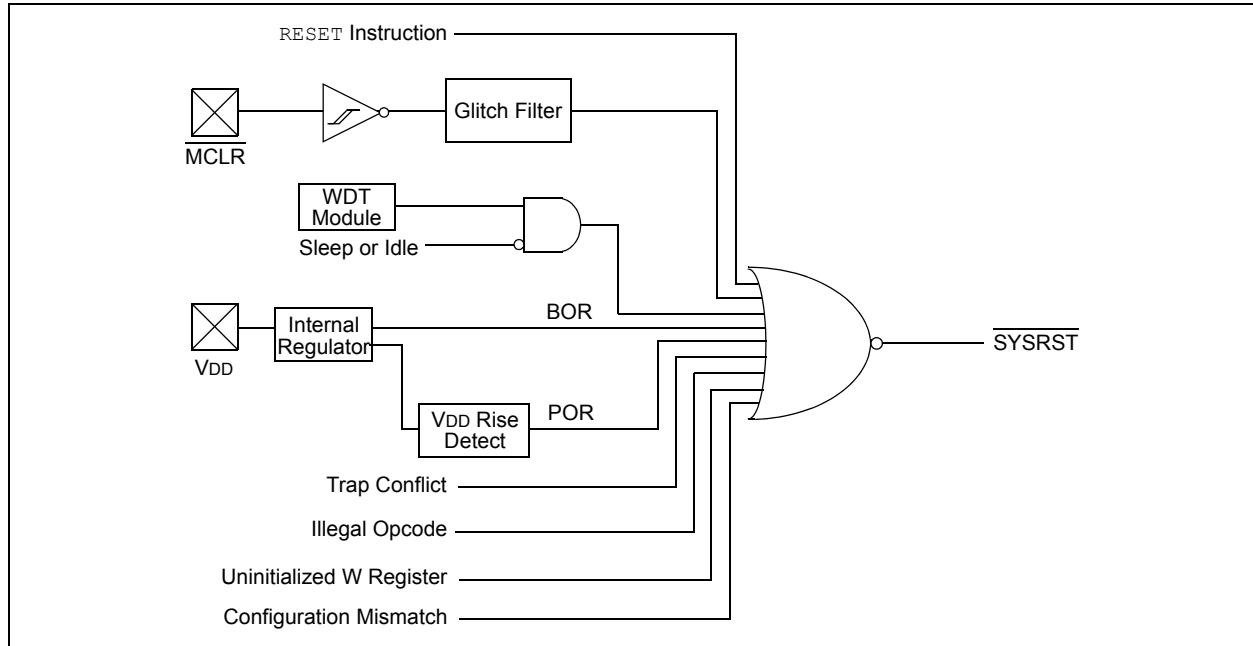 RESET Instruction
Glitch Filter
MCLR
WDT
Module
Sleep or Idle
VDD
Internal
Regulator
BOR
VDD Rise
Detect
POR
SYSRST
Trap Conflict
Illegal Opcode
Uninitialized W Register
Configuration Mismatch